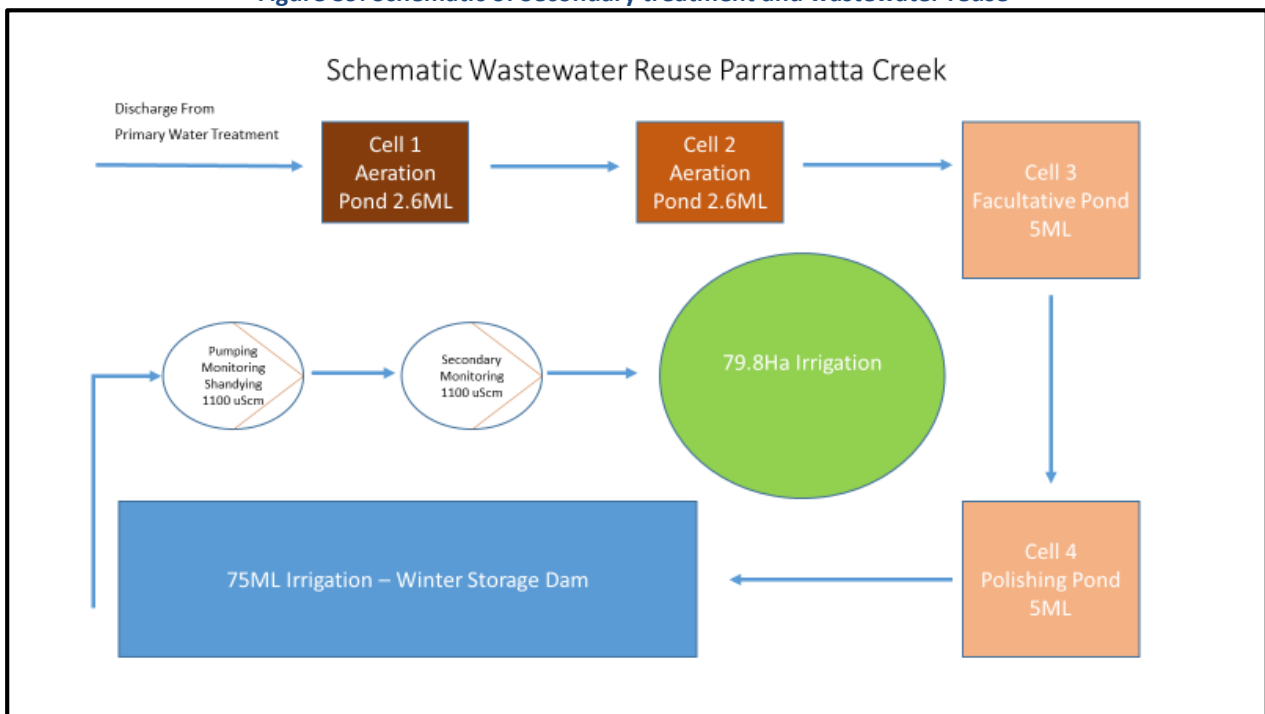 Schematic Wastewater Reuse Parramatta Creek
Discharge From
Primary Water Treatment
Cell 1
Aeration
Pond 2.6ML
Cell 2
Aeration
Pond 2.6ML
Cell 3
Facultative Pond
5ML
Pumping
Monitoring
Shandying
1100 uScm
Secondary
Monitoring
1100 uScm
79.8Ha Irrigation
75ML Irrigation – Winter Storage Dam
Cell 4
Polishing Pond
5ML